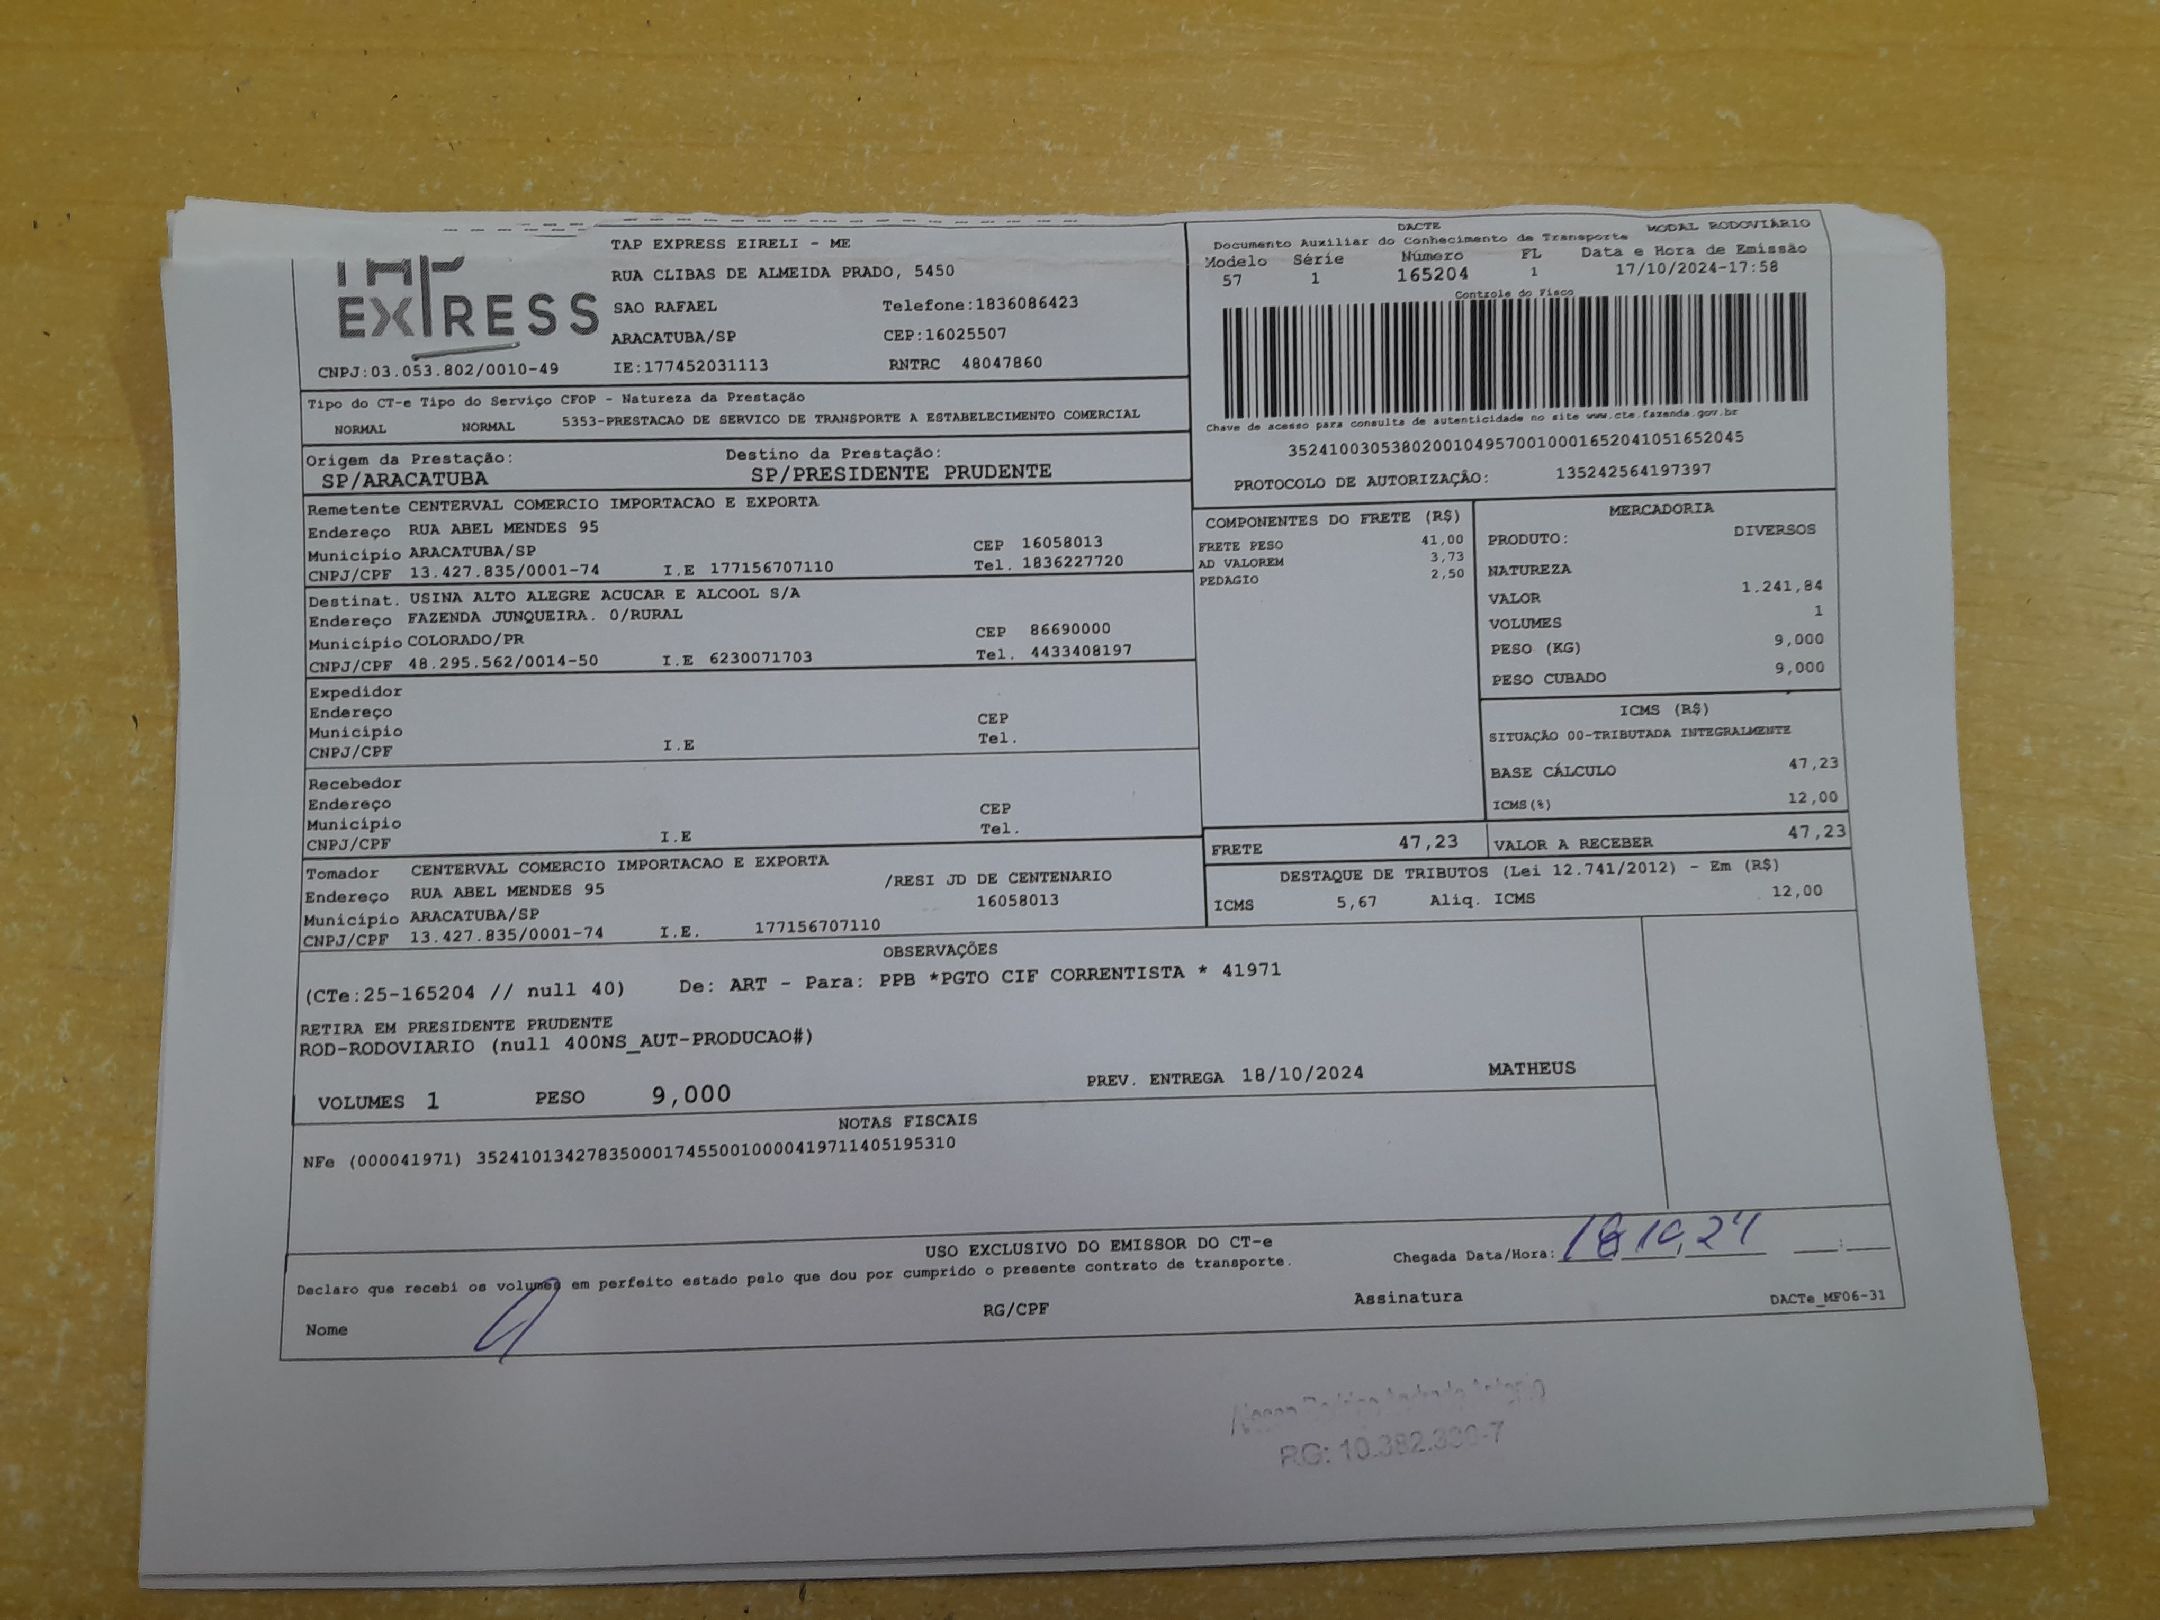 TAP EXPRESS
CNPJ:03.053.802/0010-49
TAP EXPRESS EIRELI - ME
RUA CLIBAS DE ALMEIDA PRADO, 5450
SAO RAFAEL Telefone:1836086423
ARACATUBA/SP CEP:16025507
IE:177452031113 RNTRC 48047860
DACTE MODAL RODOVIÁRIO
Documento Auxiliar do Conhecimento de Transporte
Modelo Série Número FL Data e Hora de Emissão
57 1 165204 1 17/10/2024-17:58
Controle do Fisco
Chave de acesso para consulta de autenticidade no site www.cte.fazenda.gov.br
35241003053802001049570010001652041051652045
PROTOCOLO DE AUTORIZAÇÃO: 135242564197397
Tipo do CT-e Tipo do Serviço CFOP - Natureza da Prestação
NORMAL NORMAL 5353-PRESTACAO DE SERVICO DE TRANSPORTE A ESTABELECIMENTO COMERCIAL
Origem da Prestação: Destino da Prestação:
SP/ARACATUBA SP/PRESIDENTE PRUDENTE
Remetente CENTERVAL COMERCIO IMPORTACAO E EXPORTA
Endereço RUA ABEL MENDES 95
Município ARACATUBA/SP CEP 16058013
CNPJ/CPF 13.427.835/0001-74 I.E 177156707110 Tel. 1836227720
Destinat. USINA ALTO ALEGRE ACUCAR E ALCOOL S/A
Endereço FAZENDA JUNQUEIRA. 0/RURAL
Município COLORADO/PR CEP 86690000
CNPJ/CPF 48.295.562/0014-50 I.E 6230071703 Tel. 4433408197
Expedidor
Endereço
Município CEP
CNPJ/CPF I.E Tel.
Recebedor
Endereço
Município CEP
CNPJ/CPF I.E Tel.
Tomador CENTERVAL COMERCIO IMPORTACAO E EXPORTA
Endereço RUA ABEL MENDES 95 /RESI JD DE CENTENARIO
Município ARACATUBA/SP 16058013
CNPJ/CPF 13.427.835/0001-74 I.E. 177156707110
COMPONENTES DO FRETE (R$)
FRETE PESO 41,00
AD VALOREM 3,73
PEDAGIO 2,50
MERCADORIA
PRODUTO: DIVERSOS
NATUREZA
VALOR 1.241,84
VOLUMES 1
PESO (KG) 9,000
PESO CUBADO 9,000
ICMS (R$)
SITUAÇÃO 00-TRIBUTADA INTEGRALMENTE
BASE CÁLCULO 47,23
ICMS(%) 12,00
FRETE 47,23 VALOR A RECEBER 47,23
DESTAQUE DE TRIBUTOS (Lei 12.741/2012) - Em (R$)
ICMS 5,67 Aliq. ICMS 12,00
OBSERVAÇÕES
(CTe:25-165204 // null 40) De: ART - Para: PPB *PGTO CIF CORRENTISTA * 41971
RETIRA EM PRESIDENTE PRUDENTE
ROD-RODOVIARIO (null 400NS_AUT-PRODUCAO#)
VOLUMES 1 PESO 9,000 PREV. ENTREGA 18/10/2024 MATHEUS
NOTAS FISCAIS
NFe (000041971) 35241013427835000174550010000419711405195310
USO EXCLUSIVO DO EMISSOR DO CT-e
Chegada Data/Hora: 18 10, 24 :
Declaro que recebi os volumes em perfeito estado pelo que dou por cumprido o presente contrato de transporte.
Nome RG/CPF Assinatura DACTe_MF06-31
RG: